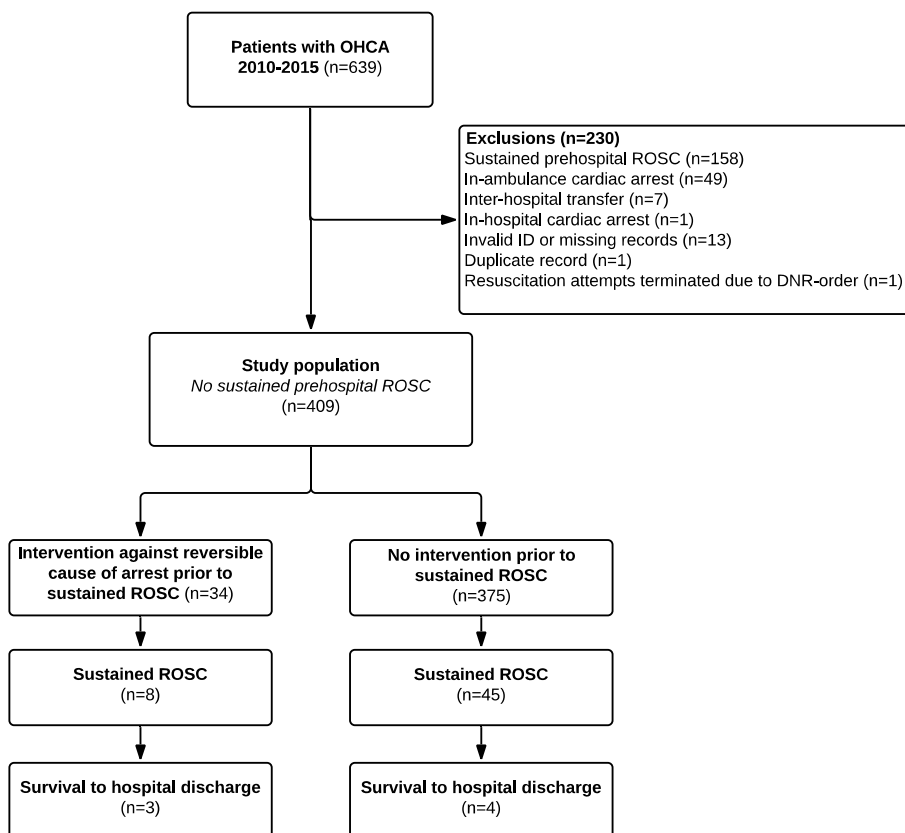 Patients with OHCA
2010-2015 (n=639)
Exclusions (n=230)
Sustained prehospital ROSC (n=158)
In-ambulance cardiac arrest (n=49)
Inter-hospital transfer (n=7)
In-hospital cardiac arrest (n=1)
Invalid ID or missing records (n=13)
Duplicate record (n=1)
Resuscitation attempts terminated due to DNR-order (n=1)
Study population
No sustained prehospital ROSC
(n=409)
Intervention against reversible
cause of arrest prior to
sustained ROSC (n=34)
No intervention prior to
sustained ROSC
(n=375)
Sustained ROSC
(n=8)
Sustained ROSC
(n=45)
Survival to hospital discharge
(n=3)
Survival to hospital discharge
(n=4)